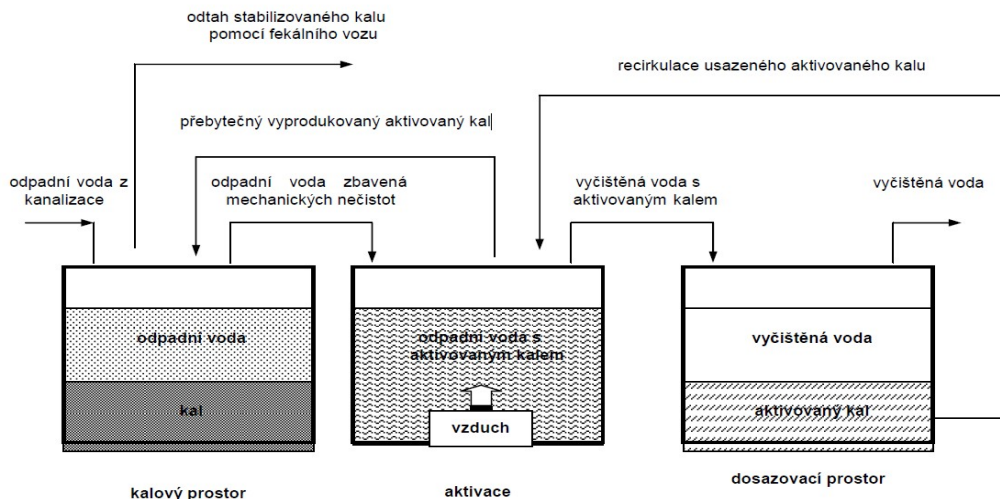 odtah stabilizovaného kalu
pomocí fekálního vozu
recirkulace usazeného aktivovaného kalu
přebytečný vyprodukovaný aktivovaný kal
odpadní voda z
kanalizace
odpadní voda zbavená
mechanických nečistot
vyčištěná voda s
aktivovaným kalem
vyčištěná voda
odpadní voda
odpadní voda s
aktivovaným kalem
vyčištěná voda
kal
vzduch
aktivovaný kal
kalový prostor
aktivace
dosazovací prostor